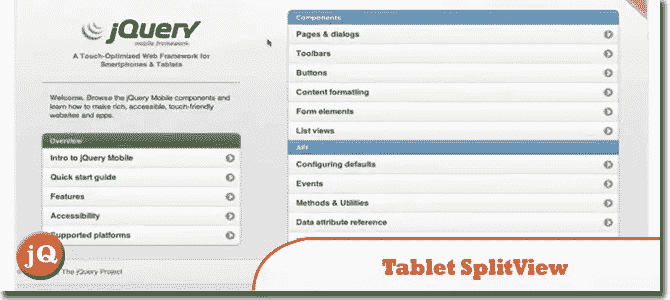 jQuery
mobile framework
A Touch-Optimized Web Framework for
Smartphones & Tablets
Welcome. Browse the jQuery Mobile components and
learn how to make rich, accessible, touch-friendly
websites and apps.
Overview
Intro to jQuery Mobile
Quick start guide
Features
Accessibility
Supported platforms
The jQuery Project
Components
Pages & dialogs
Toolbars
Buttons
Content formatting
Form elements
List views
API
Configuring defaults
Events
Methods & Utilities
Data attribute reference
jQ
Tablet SplitView